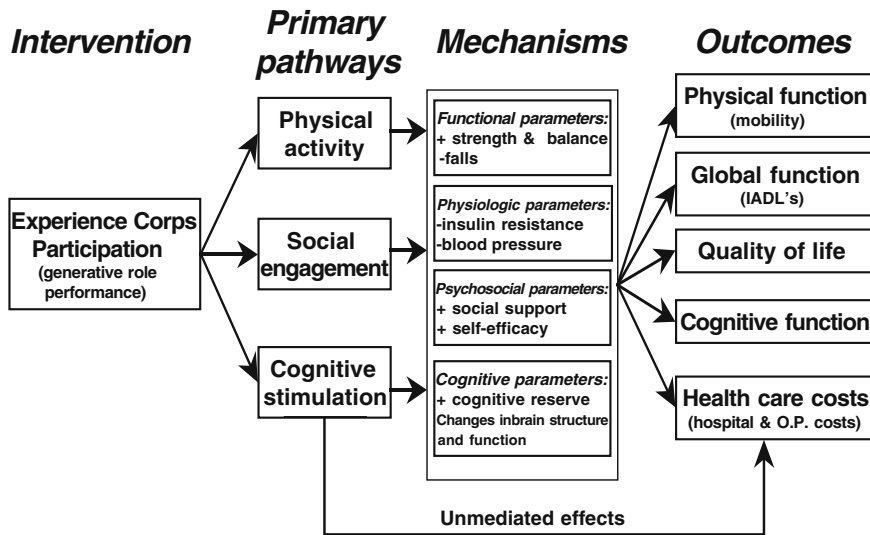 Intervention
Primary
pathways
Mechanisms
Outcomes
Experience Corps
Participation
(generative role
performance)
Physical
activity
Social
engagement
Cognitive
stimulation
Functional parameters:
+ strength & balance
-falls
Physiologic parameters:
-insulin resistance
-blood pressure
Psychosocial parameters:
+ social support
+ self-efficacy
Cognitive parameters:
+ cognitive reserve
Changes inbrain structure
and function
Physical function
(mobility)
Global function
(IADL's)
Quality of life
Cognitive function
Health care costs
(hospital & O.P. costs)
Unmediated effects